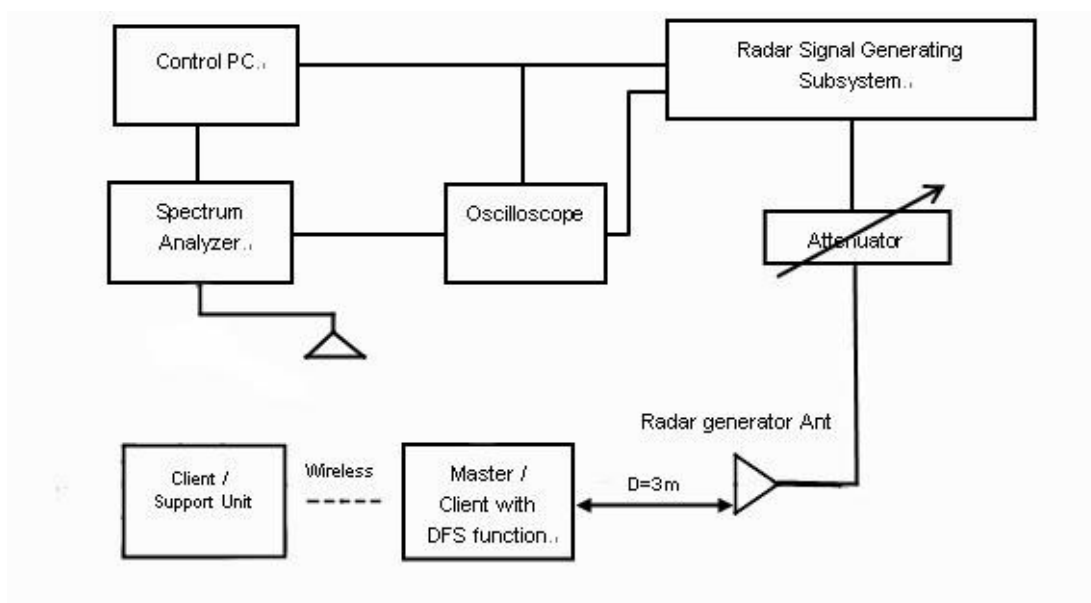 Control PC
Radar Signal Generating
Subsystem
Spectrum
Analyzer
Oscilloscope
Attenuator
Radar generator Ant
Client /
Support Unit
Wireless
Master /
Client with
DFS function
D=3m